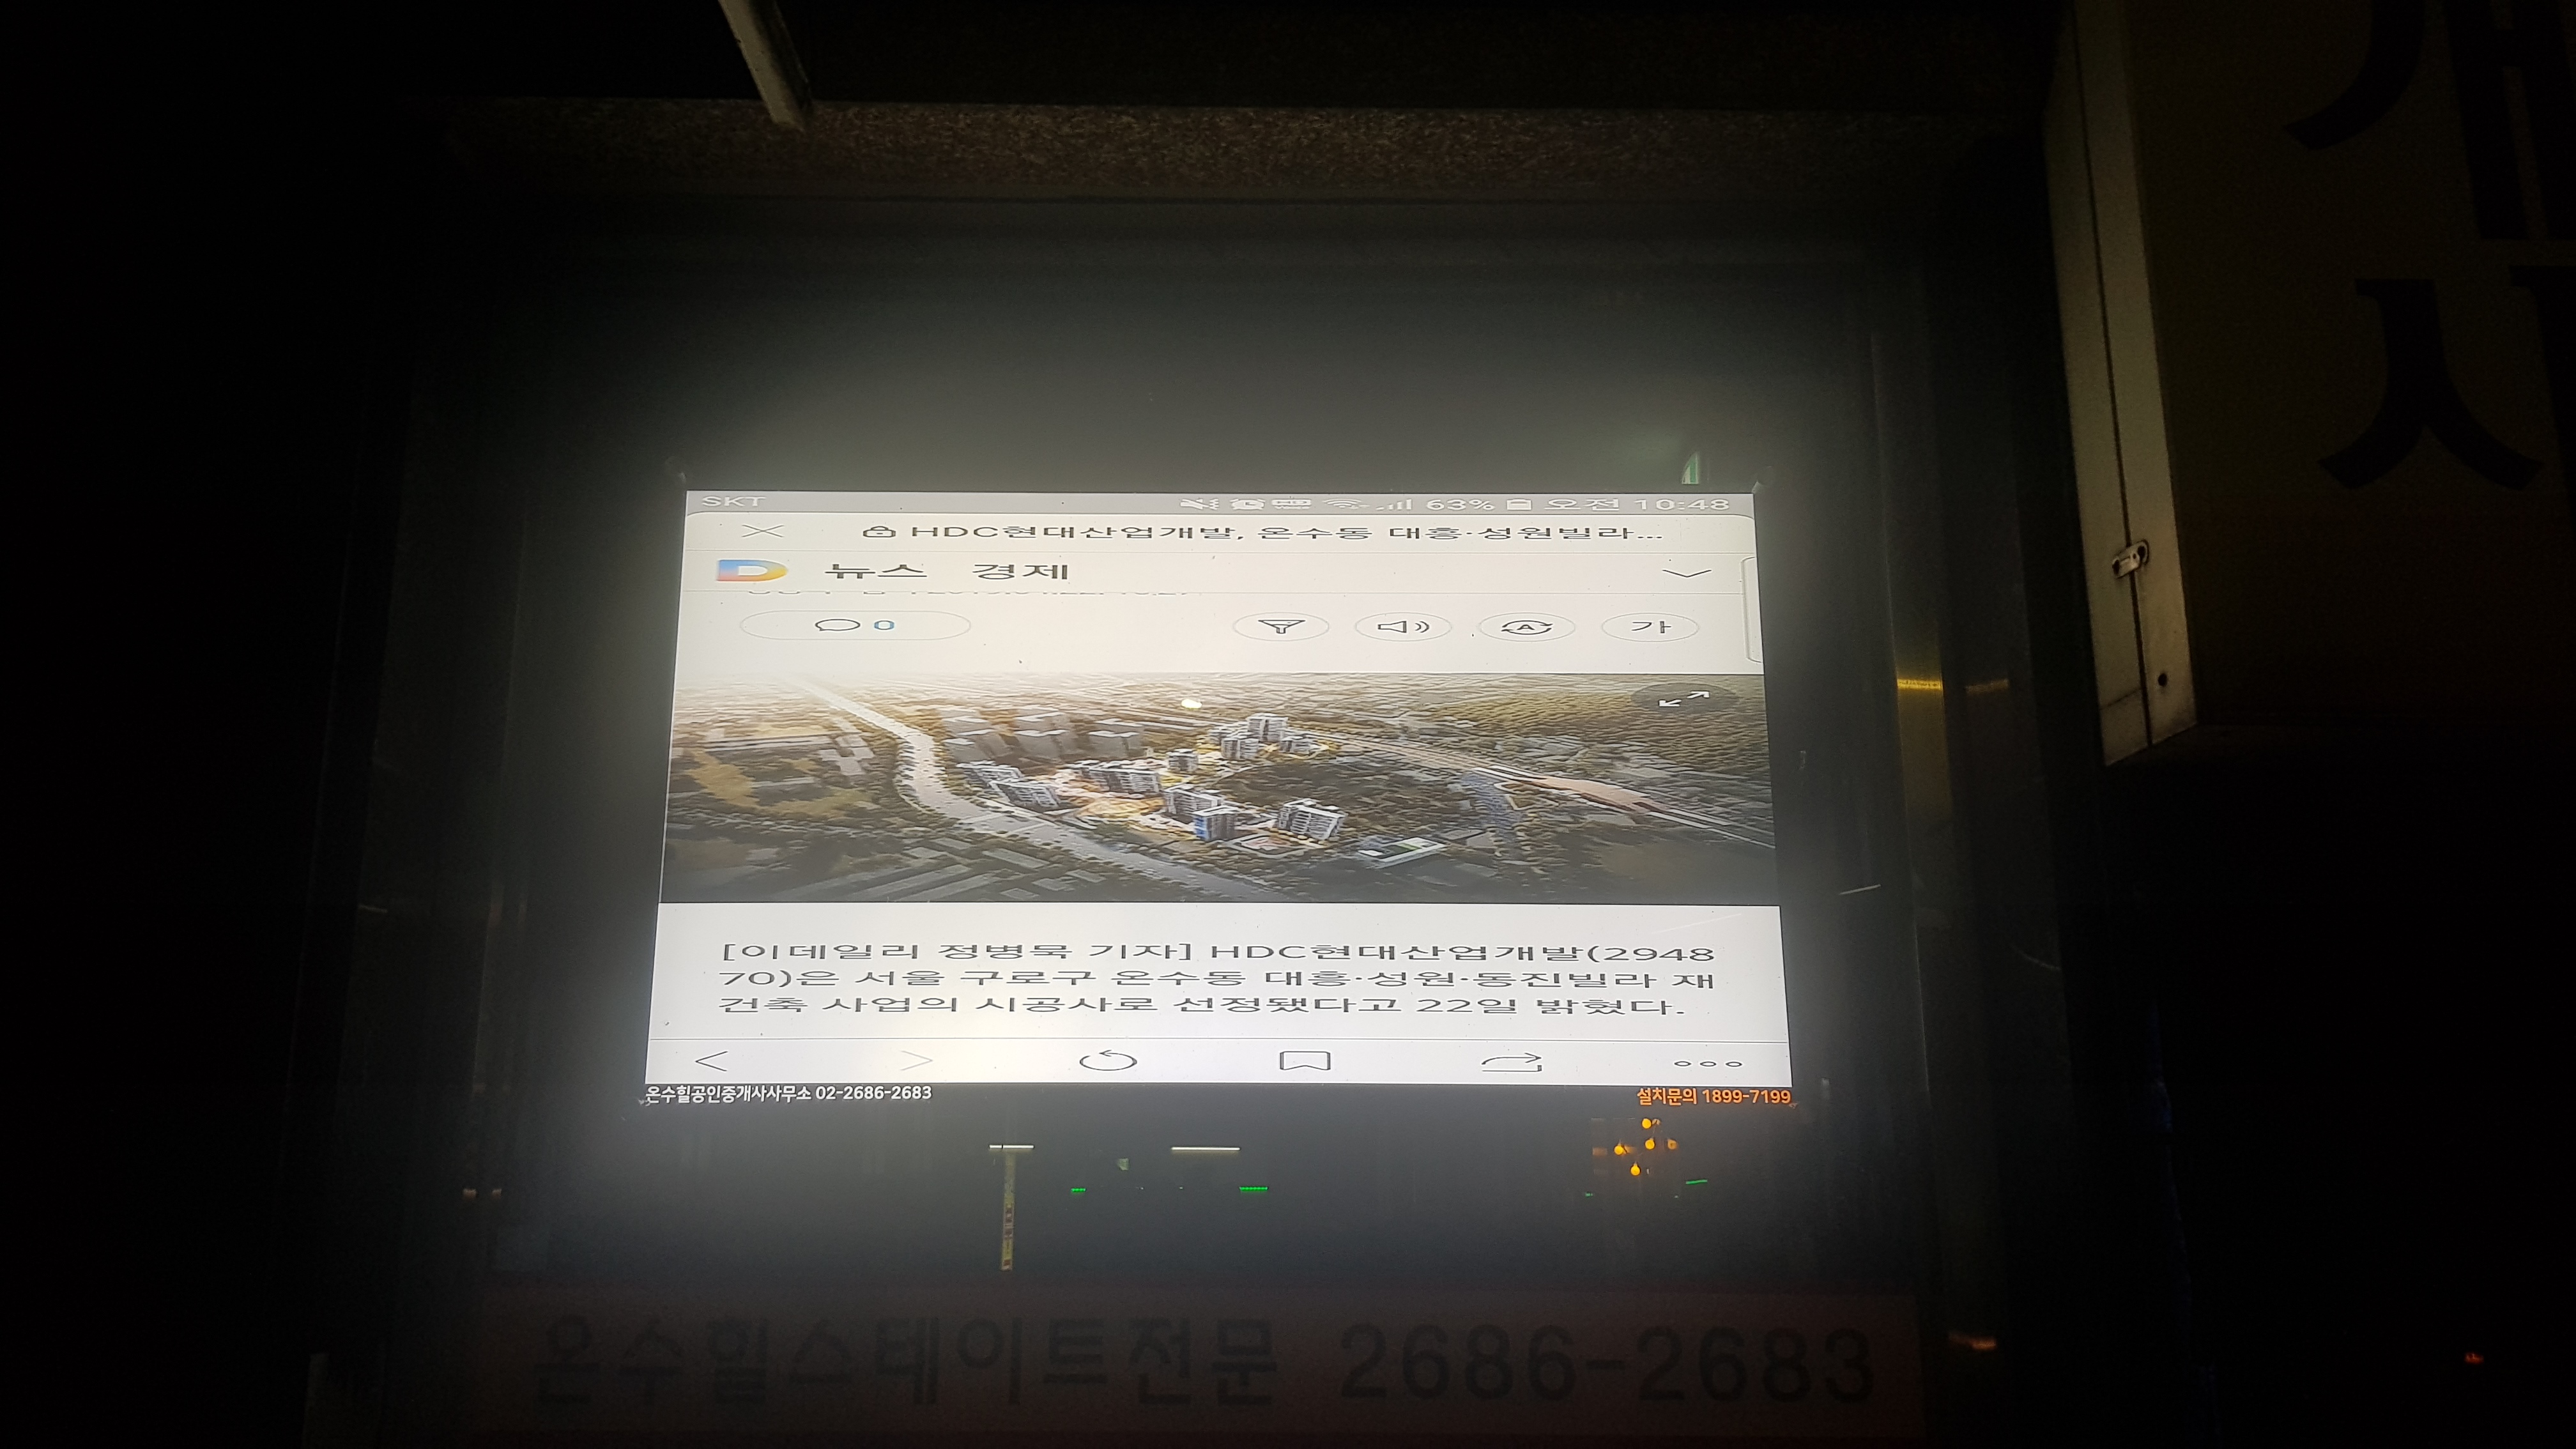 SKT 63% 오전 10:48
HDC현대산업개발, 온수동 대흥·성원빌라...
뉴스 경제
0
가
[이데일리 정병묵 기자] HDC현대산업개발(2948
70)은 서울 구로구 온수동 대흥·성원·동진빌라 재
건축 사업의 시공사로 선정됐다고 22일 밝혔다.
온수힐공인중개사사무소 02-2686-2683
설치문의 1899-7199
온수힐스테이트전문 2686-2683